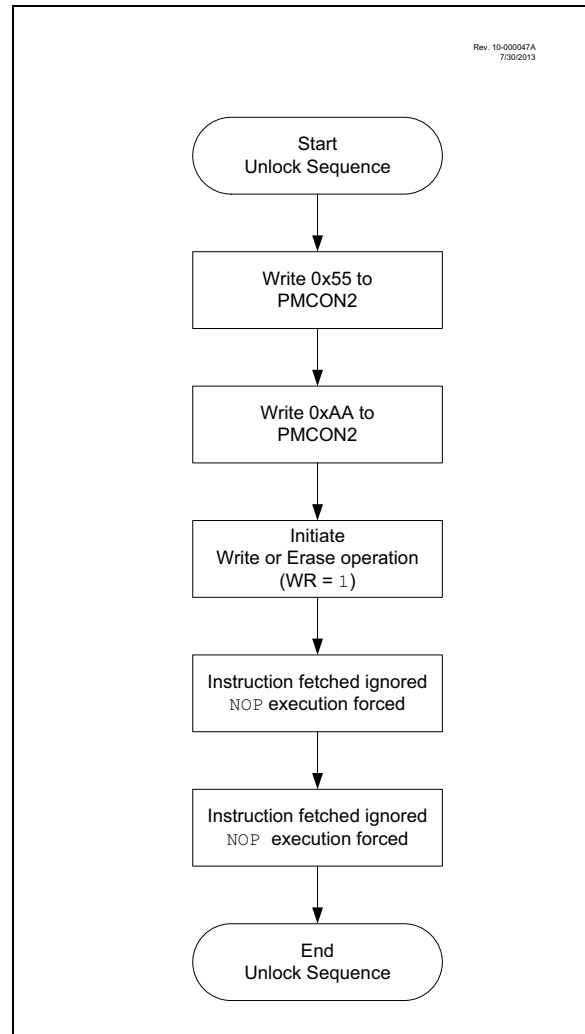 Rev. 10-000047A
7/30/2013
Start
Unlock Sequence
Write 0x55 to
PMCON2
Write 0xAA to
PMCON2
Initiate
Write or Erase operation
(WR = 1)
Instruction fetched ignored
NOP execution forced
Instruction fetched ignored
NOP execution forced
End
Unlock Sequence